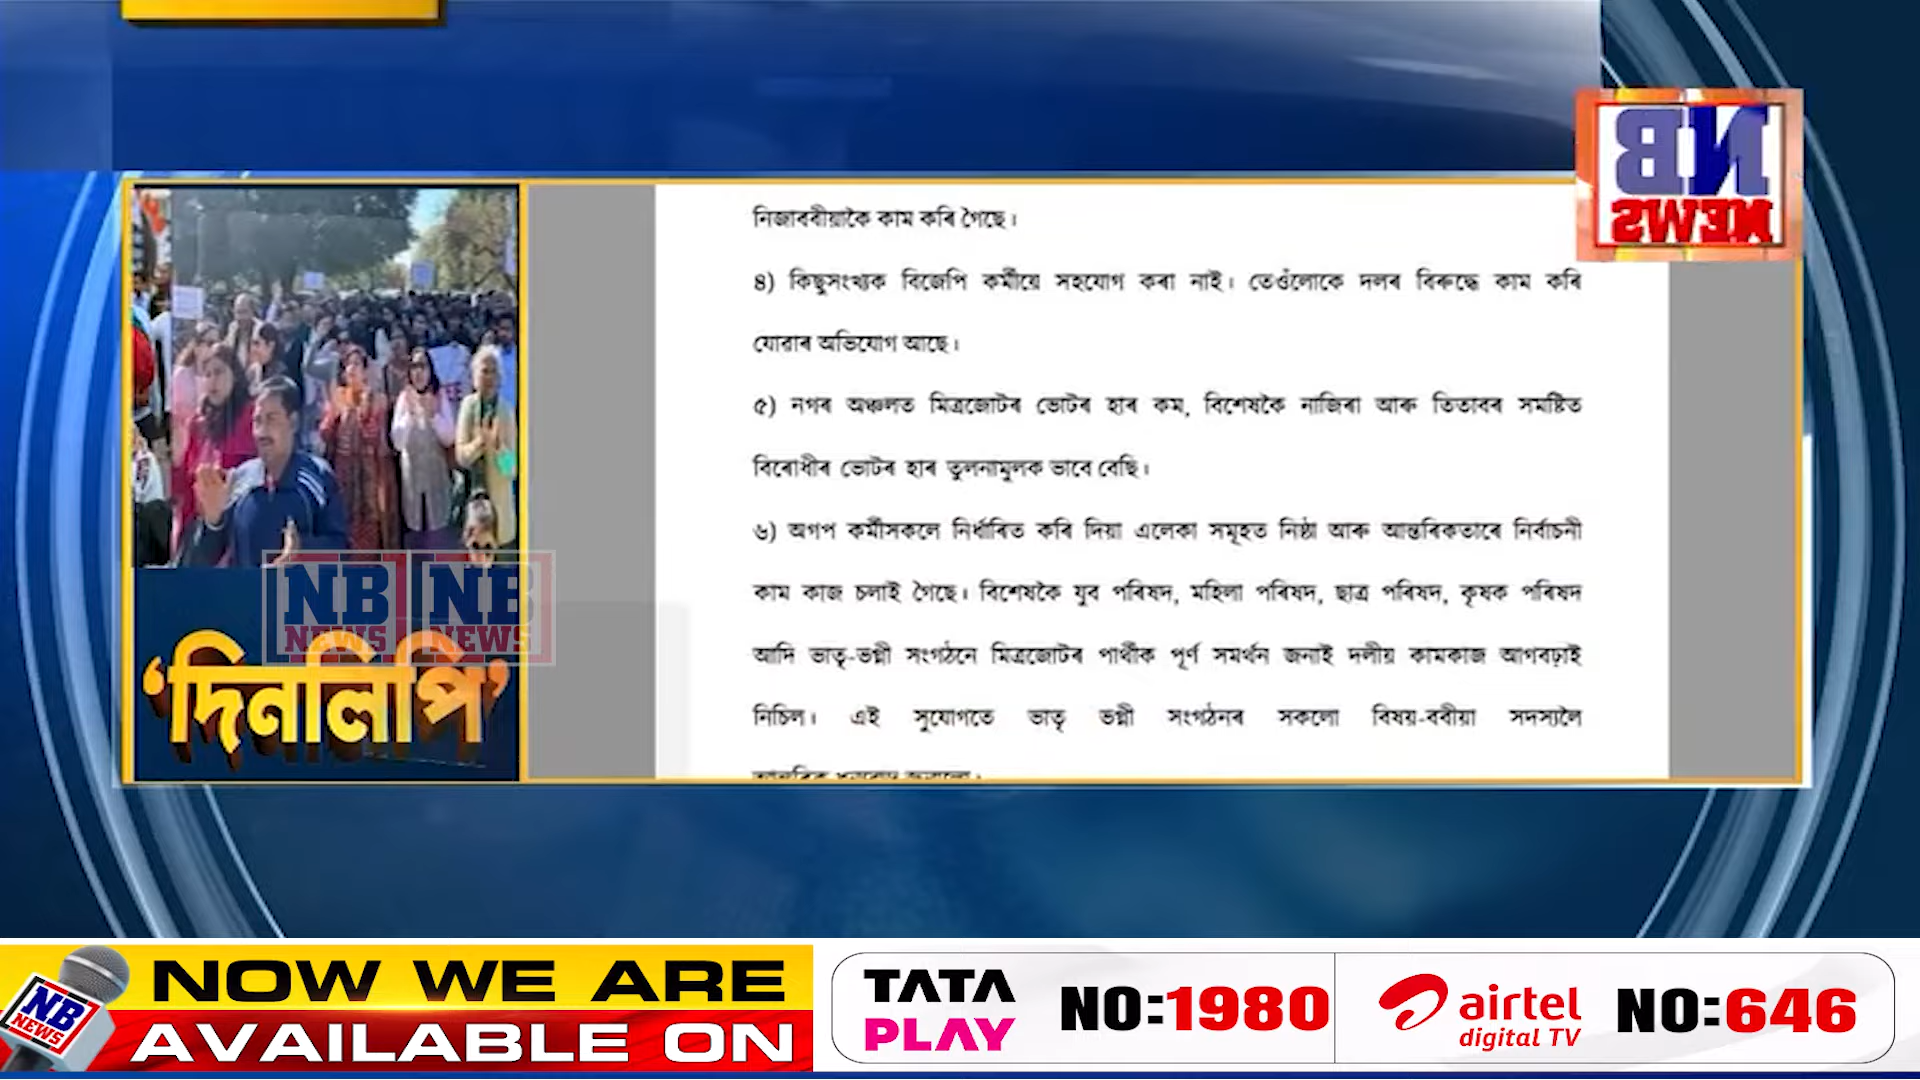 NB
NEWS
নিজাববীয়াকৈ কাম কৰি গৈছে।
৪) কিছুসংখ্যক বিজেপি কৰ্মীয়ে সহযোগ কৰা নাই। তেওঁলোকে দলৰ বিৰুদ্ধে কাম কৰি
যোৱাৰ অভিযোগ আছে।
৫) নগৰ অঞ্চলত মিত্ৰজোটৰ ভোটৰ হাৰ কম, বিশেষকৈ নাজিৰা আৰু তিতাবৰ সমষ্টিত
বিৰোধীৰ ভোটৰ হাৰ তুলনামুলক ভাবে বেছি।
৬) অগপ কৰ্মীসকলে নিৰ্ধাৰিত কৰি দিয়া এলেকা সমূহত নিষ্ঠা আৰু আন্তৰিকতাৰে নিৰ্বাচনী
কাম কাজ চলাই গৈছে। বিশেষকৈ যুব পৰিষদ, মহিলা পৰিষদ, ছাত্ৰ পৰিষদ, কৃষক পৰিষদ
আদি ভাতৃ-ভগ্নী সংগঠনে মিত্ৰজোটৰ পাৰ্থীক পূৰ্ণ সমৰ্থন জনাই দলীয় কামকাজ আগবঢ়াই
নিচিল। এই সুযোগতে ভাতৃ ভগ্নী সংগঠনৰ সকলো বিষয়-ববীয়া সদস্যলৈ
NB NB
NEWS NEWS
‘দিনলিপি’
NB
NEWS
NOW WE ARE
AVAILABLE ON
TATA
PLAY
NO:1980
airtel
digital TV
NO:646